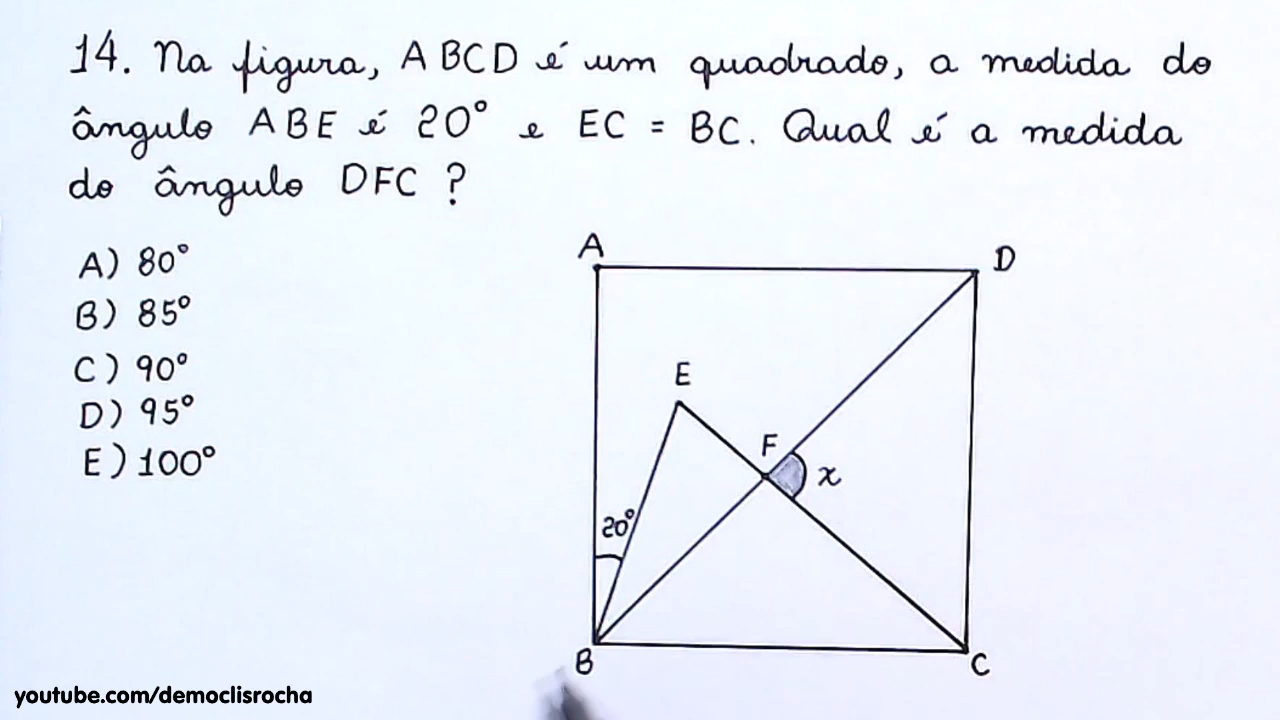 14. Na figura, ABCD é um quadrado, a medida do
ângulo ABE é 20° e EC = BC. Qual é a medida
do ângulo DFC ?
A) 80°
B) 85°
C) 90°
D) 95°
E) 100°
A
D
E
F
x
20°
B
C
youtube.com/democlisrocha